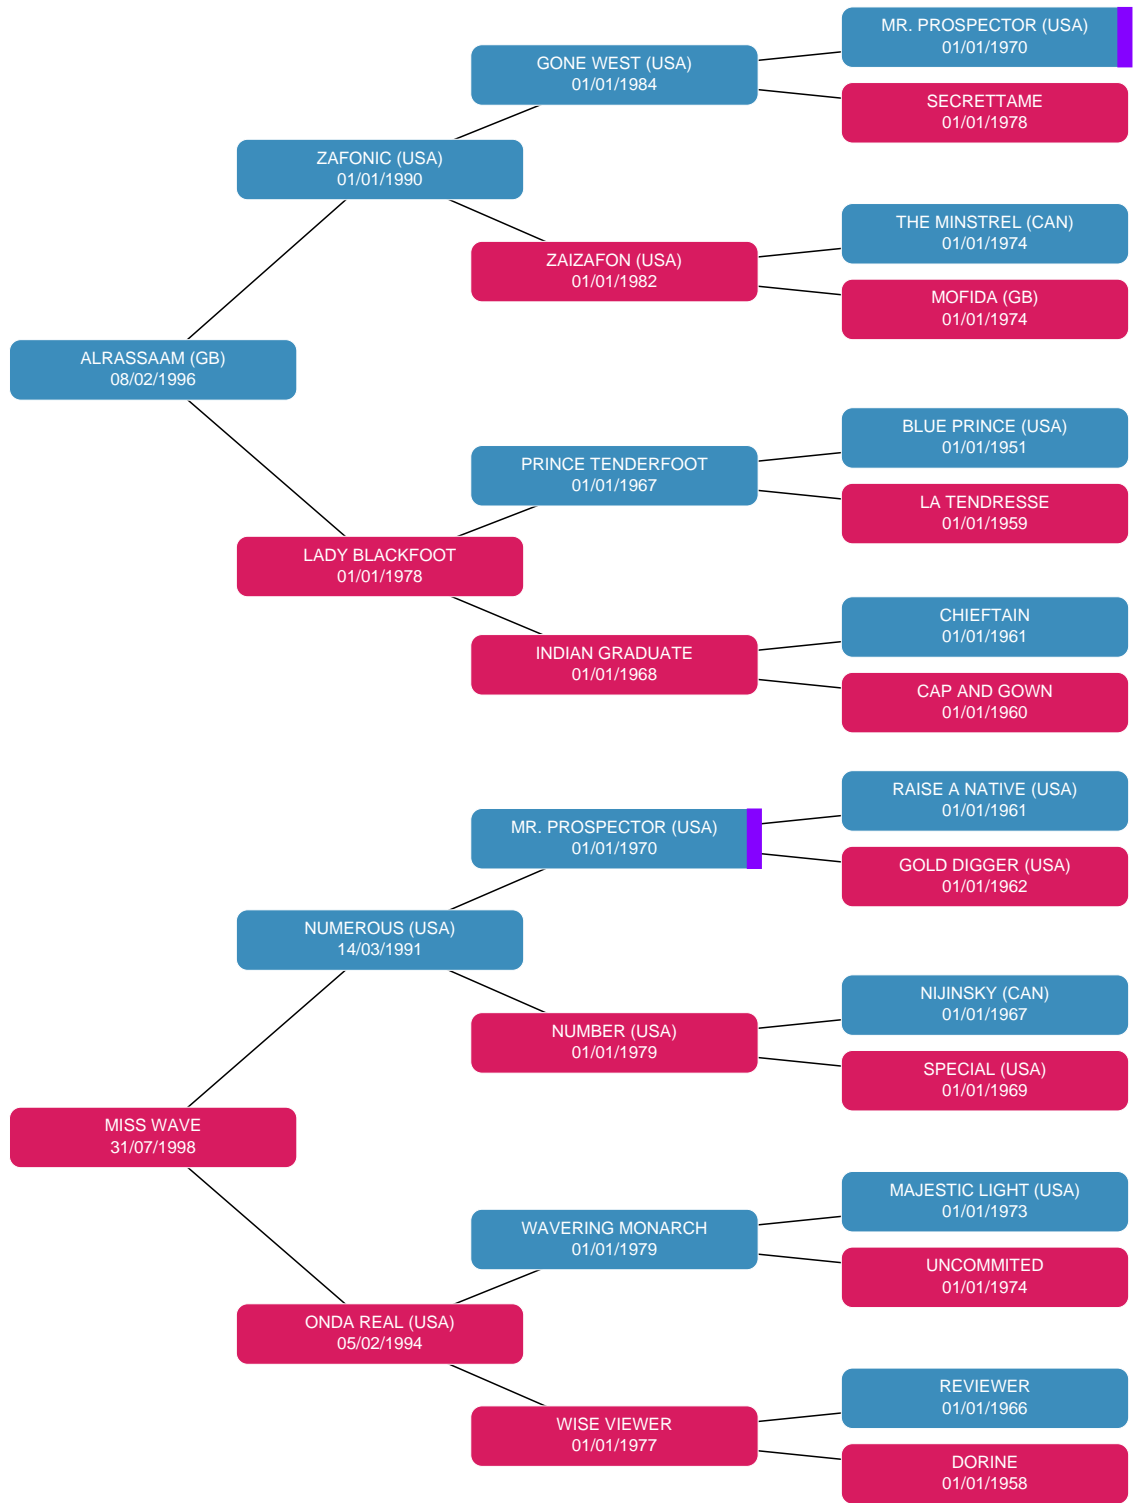 MR. PROSPECTOR (USA)
01/01/1970
GONE WEST (USA)
01/01/1984
SECRETTAME
01/01/1978
ZAFONIC (USA)
01/01/1990
THE MINSTREL (CAN)
01/01/1974
ZAIZAFON (USA)
01/01/1982
MOFIDA (GB)
01/01/1974
ALRASSAAM (GB)
08/02/1996
BLUE PRINCE (USA)
01/01/1951
PRINCE TENDERFOOT
01/01/1967
LA TENDRESSE
01/01/1959
LADY BLACKFOOT
01/01/1978
CHIEFTAIN
01/01/1961
INDIAN GRADUATE
01/01/1968
CAP AND GOWN
01/01/1960
RAISE A NATIVE (USA)
01/01/1961
MR. PROSPECTOR (USA)
01/01/1970
GOLD DIGGER (USA)
01/01/1962
NUMEROUS (USA)
14/03/1991
NIJINSKY (CAN)
01/01/1967
NUMBER (USA)
01/01/1979
SPECIAL (USA)
01/01/1969
MISS WAVE
31/07/1998
MAJESTIC LIGHT (USA)
01/01/1973
WAVERING MONARCH
01/01/1979
UNCOMMITED
01/01/1974
ONDA REAL (USA)
05/02/1994
REVIEWER
01/01/1966
WISE VIEWER
01/01/1977
DORINE
01/01/1958